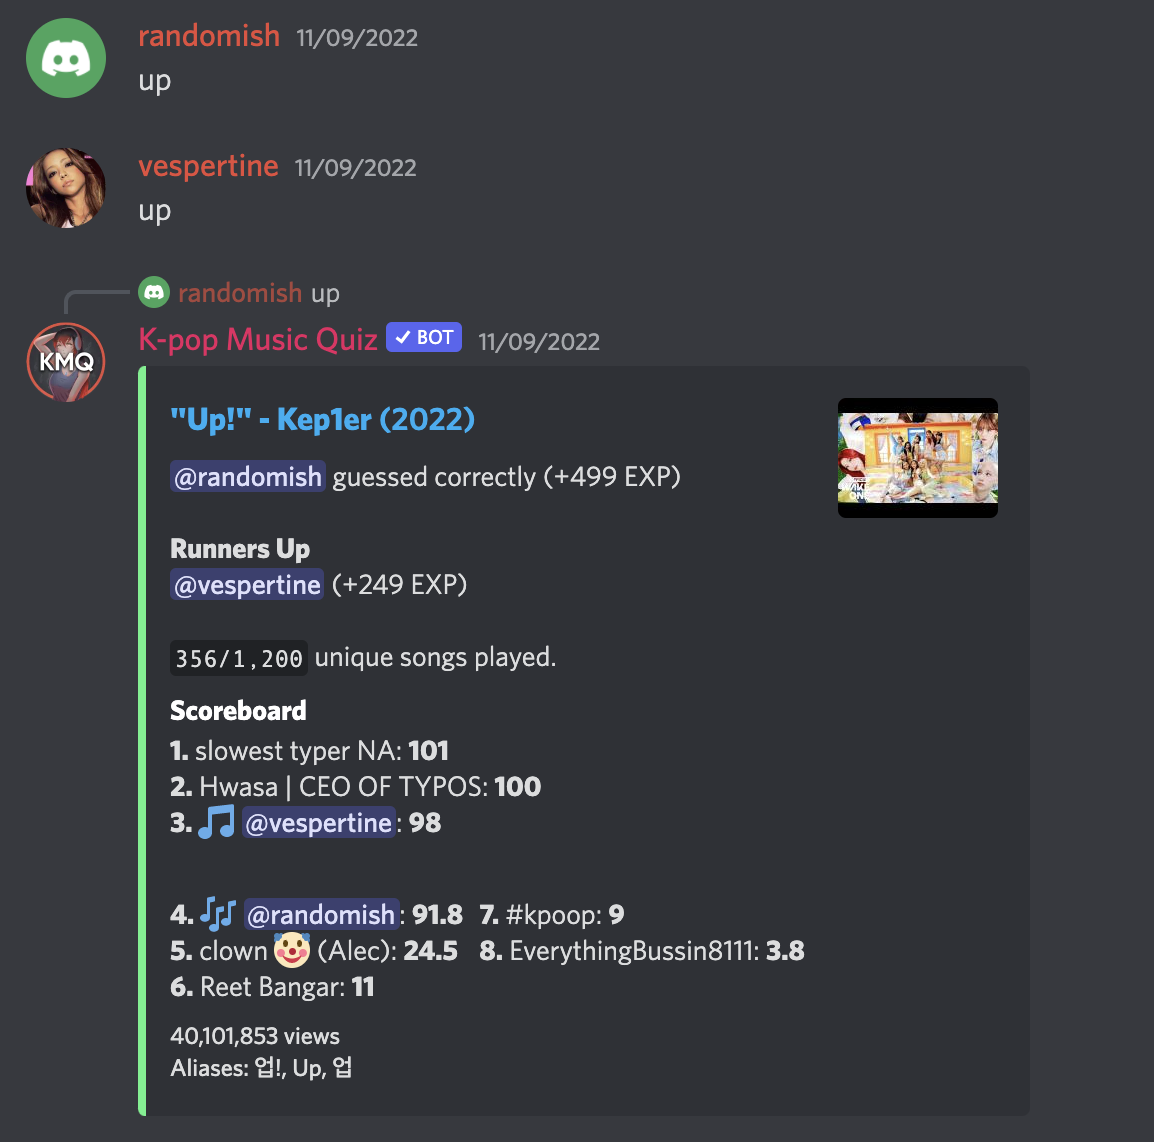 randomish 11/09/2022
up
vespertine 11/09/2022
up
randomish up
K-pop Music Quiz ✓ BOT 11/09/2022
KMQ
"Up!" - Kep1er (2022)
@randomish guessed correctly (+499 EXP)
WAKE
ONE
Runners Up
@vespertine (+249 EXP)
356/1,200 unique songs played.
Scoreboard
1. slowest typer NA: 101
2. Hwasa | CEO OF TYPOS: 100
3. 🎵 @vespertine: 98
4. 🎶 @randomish: 91.8 7. #kpoop: 9
5. clown 🤡 (Alec): 24.5 8. EverythingBussin8111: 3.8
6. Reet Bangar: 11
40,101,853 views
Aliases: 업!, Up, 업